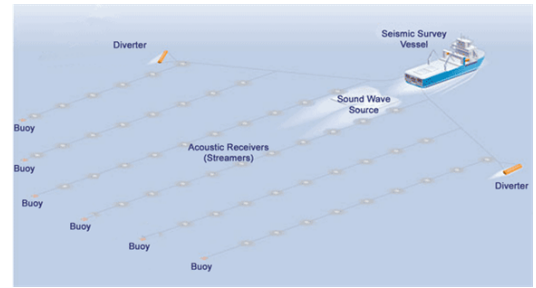 Seismic Survey
Vessel
Diverter
Sound Wave
Source
Buoy
Acoustic Receivers
(Streamers)
Buoy
Diverter
Buoy
Buoy
Buoy
Buoy